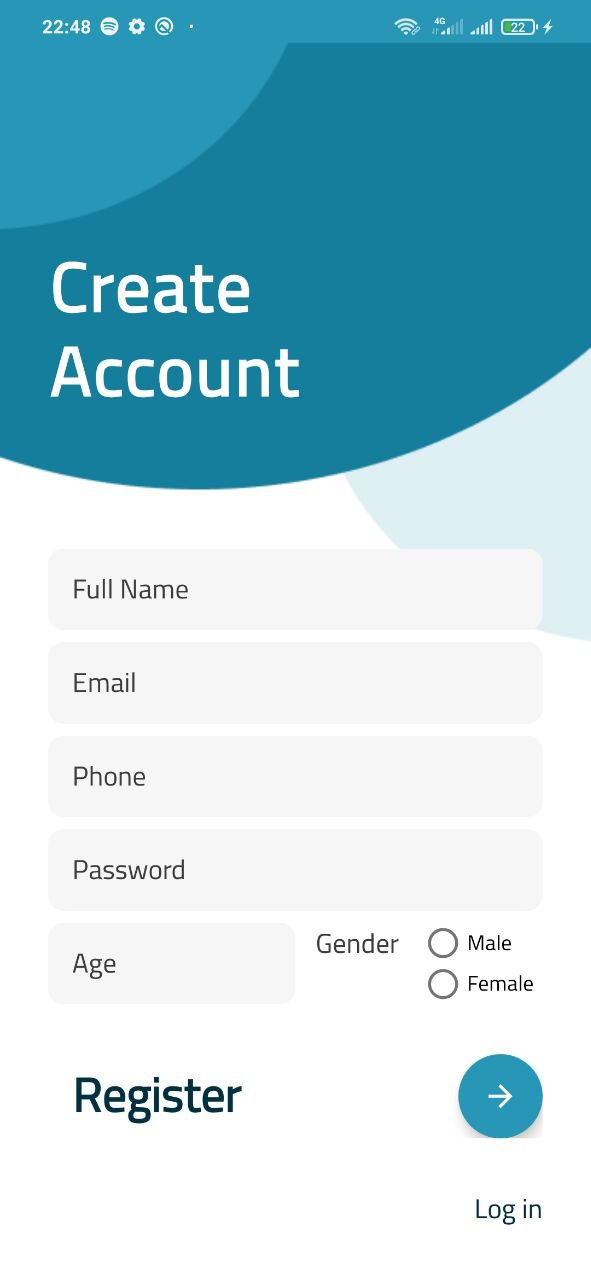 22:48 4G 22
Create
Account
Full Name
Email
Phone
Password
Age Gender Male
Female
Register
Log in